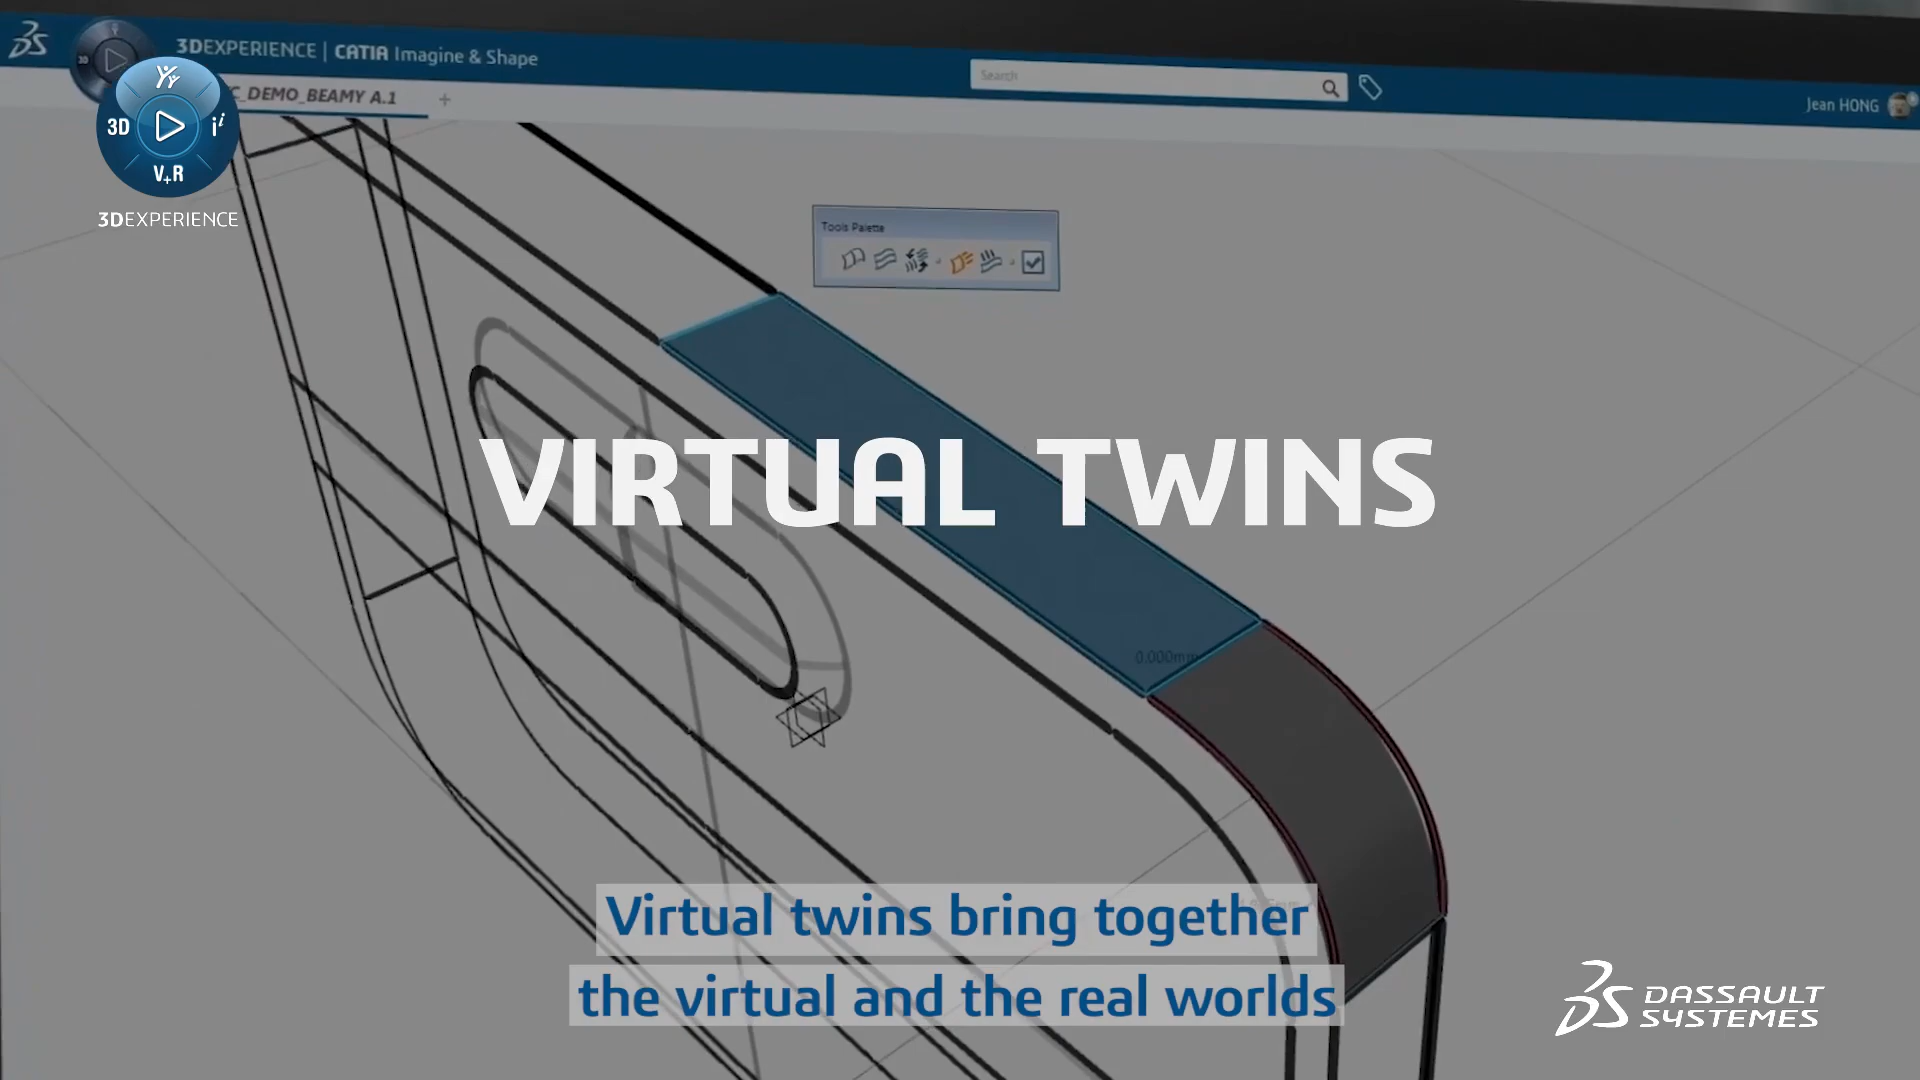 3DEXPERIENCE | CATIA Imagine & Shape
Search
Jean HONG
C_DEMO_BEAMY A.1
3D
V+R
3DEXPERIENCE
Tools Palette
VIRTUAL TWINS
0.000mm
Virtual twins bring together
the virtual and the real worlds
DASSAULT
SYSTEMES